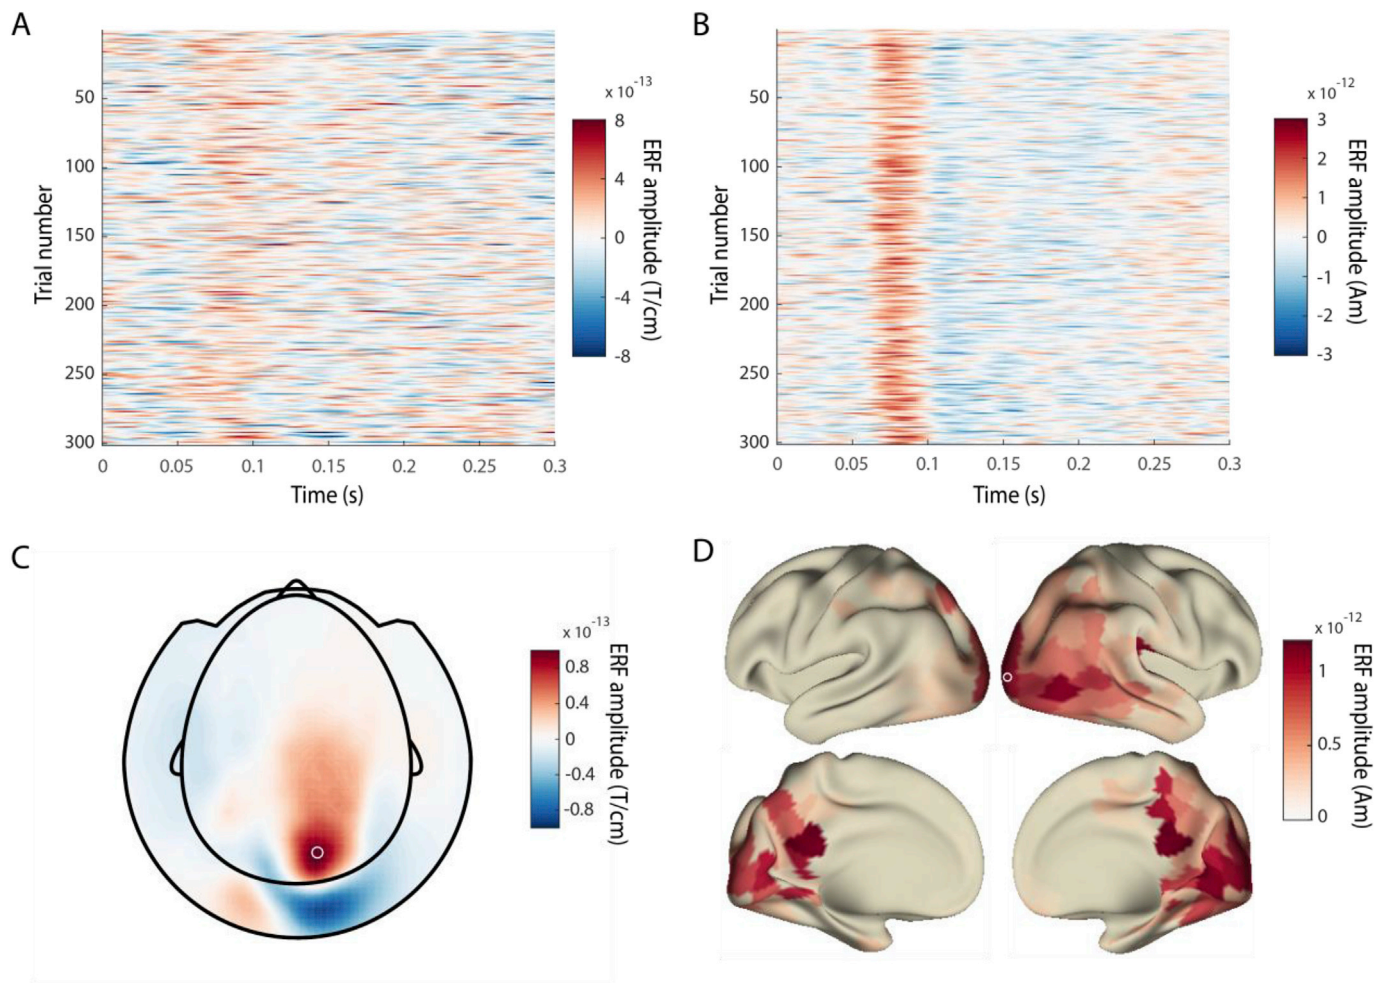 A
x 10-13
50
100
150
200
250
300
Trial number
0
0.05
0.1
0.15
0.2
0.25
0.3
Time (s)
8
4
0
-4
-8
ERF amplitude (T/cm)
B
x 10-12
50
100
150
200
250
300
Trial number
0
0.05
0.1
0.15
0.2
0.25
0.3
Time (s)
3
2
1
0
-1
-2
-3
ERF amplitude (Am)
C
x 10-13
0.8
0.4
0
-0.4
-0.8
ERF amplitude (T/cm)
D
x 10-12
1
0.5
0
ERF amplitude (Am)